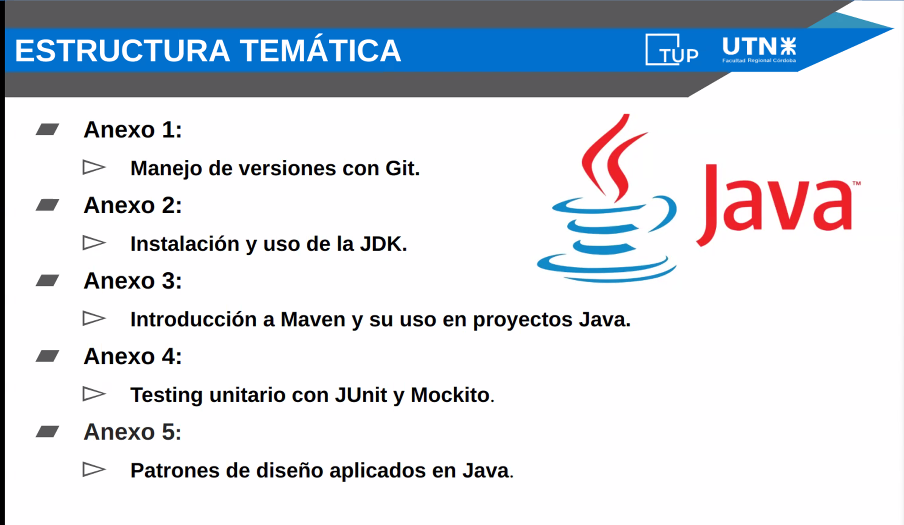 ESTRUCTURA TEMÁTICA
TUP
UTN
Facultad Regional Córdoba
Anexo 1:
Manejo de versiones con Git.
Anexo 2:
Instalación y uso de la JDK.
Anexo 3:
Introducción a Maven y su uso en proyectos Java.
Anexo 4:
Testing unitario con JUnit y Mockito.
Anexo 5:
Patrones de diseño aplicados en Java.
Java™